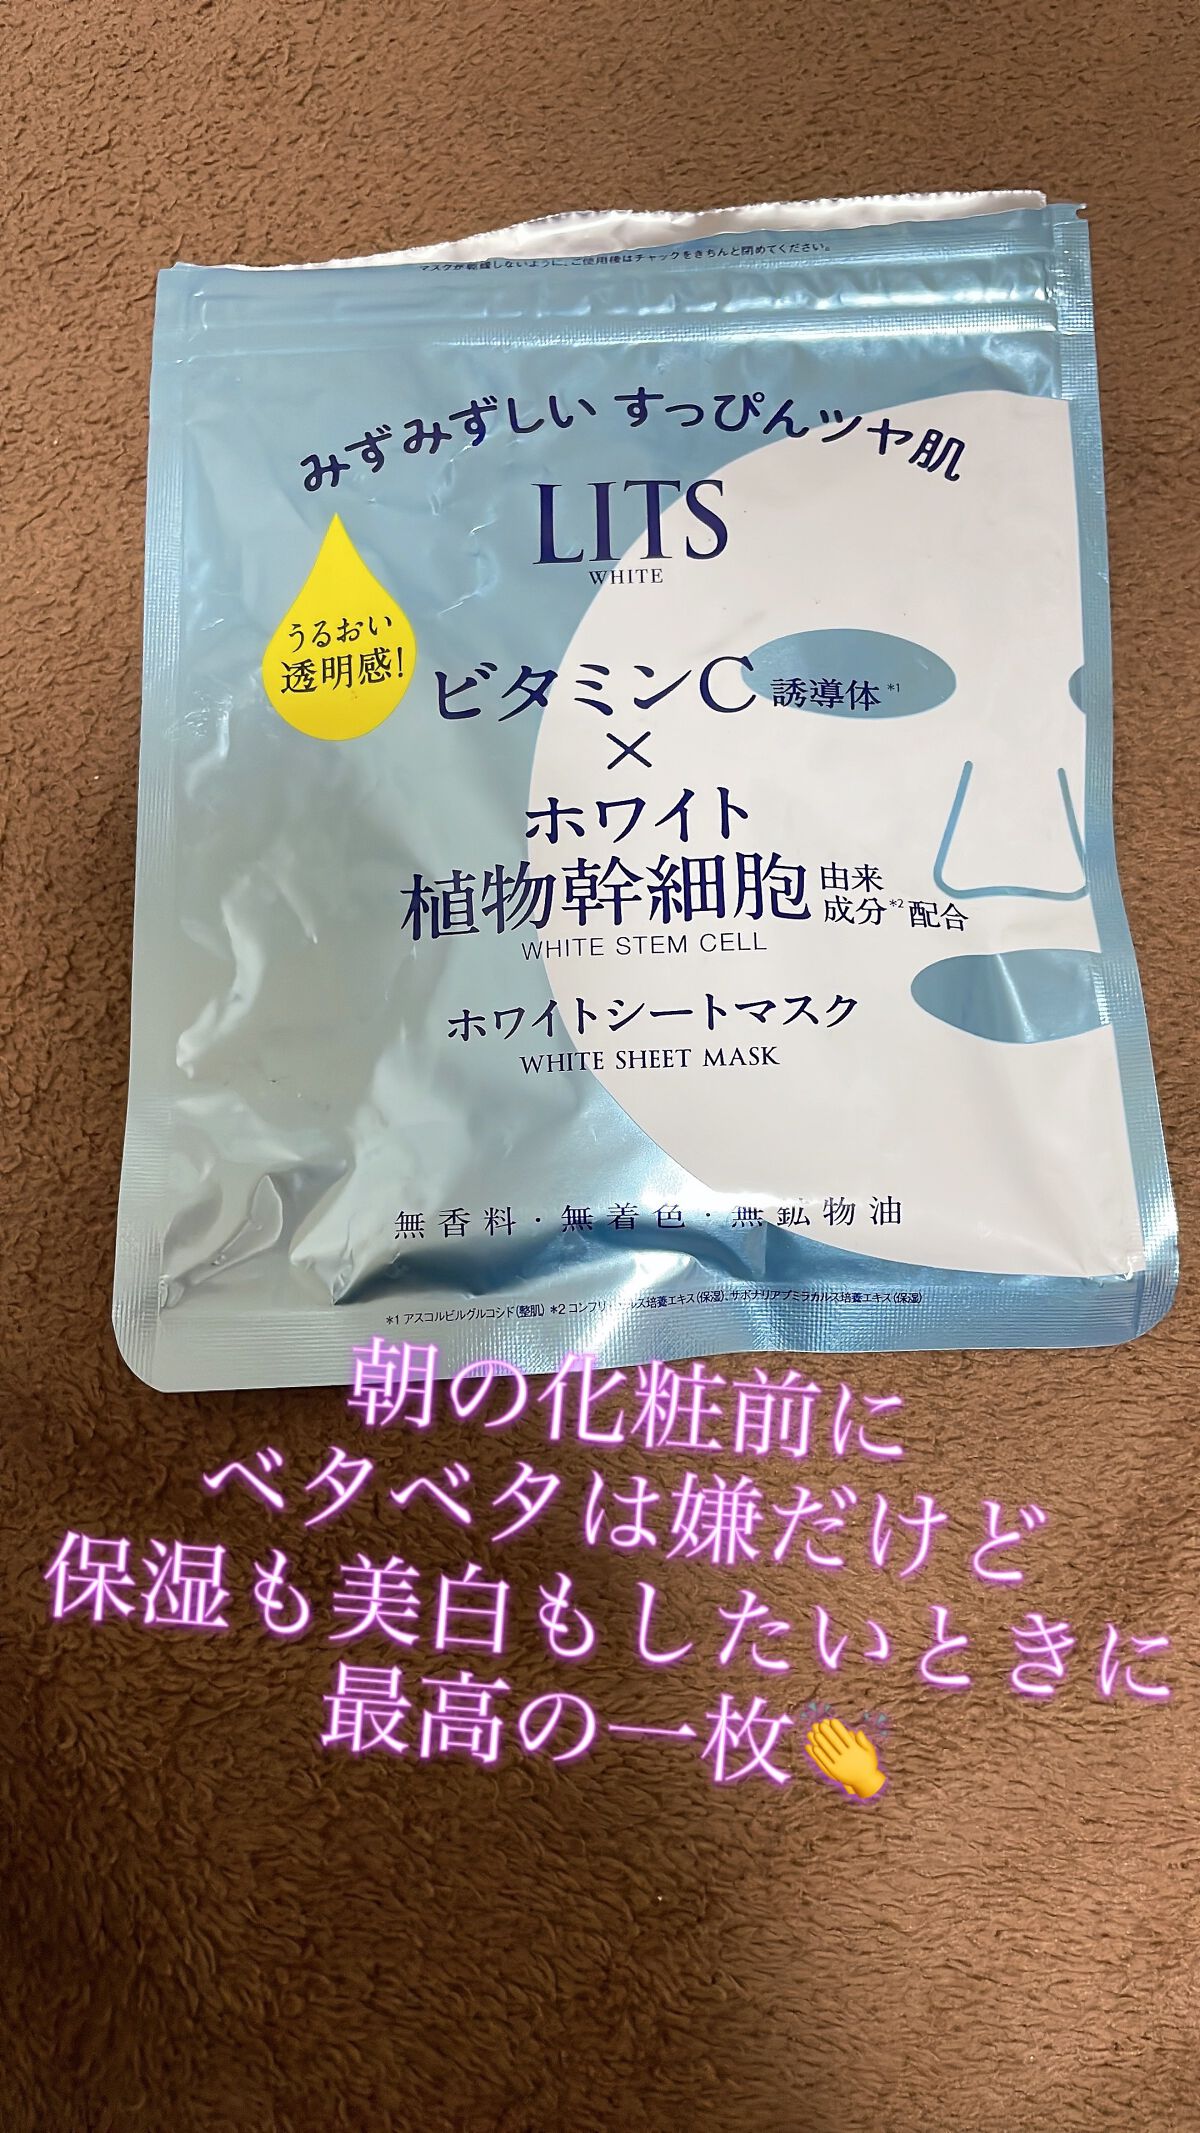 マスクが乾燥しないように、ご使用後はチャックをきちんと閉めてください。
みずみずしい すっぴんツヤ肌
LITS
WHITE
うるおい
透明感!
ビタミンC誘導体*1
×
ホワイト
植物幹細胞由来成分*2配合
WHITE STEM CELL
ホワイトシートマスク
WHITE SHEET MASK
無香料・無着色・無鉱物油
*1 アスコルビルグルコシド(整肌) *2 コンフリ ルス培養エキス(保湿)、サポナリアプミラカルス培養エキス(保湿)
朝の化粧前に
ベタベタは嫌だけど
保湿も美白もしたいときに
最高の一枚👏